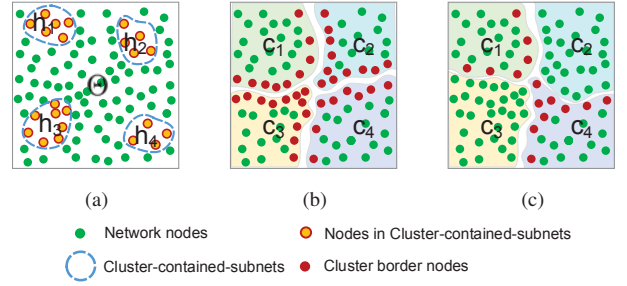 h1 h2
Θ
h3 h4
C1 C2
C3 C4
C1 C2
C3 C4
(a) (b) (c)
Network nodes Nodes in Cluster-contained-subnets
Cluster-contained-subnets Cluster border nodes